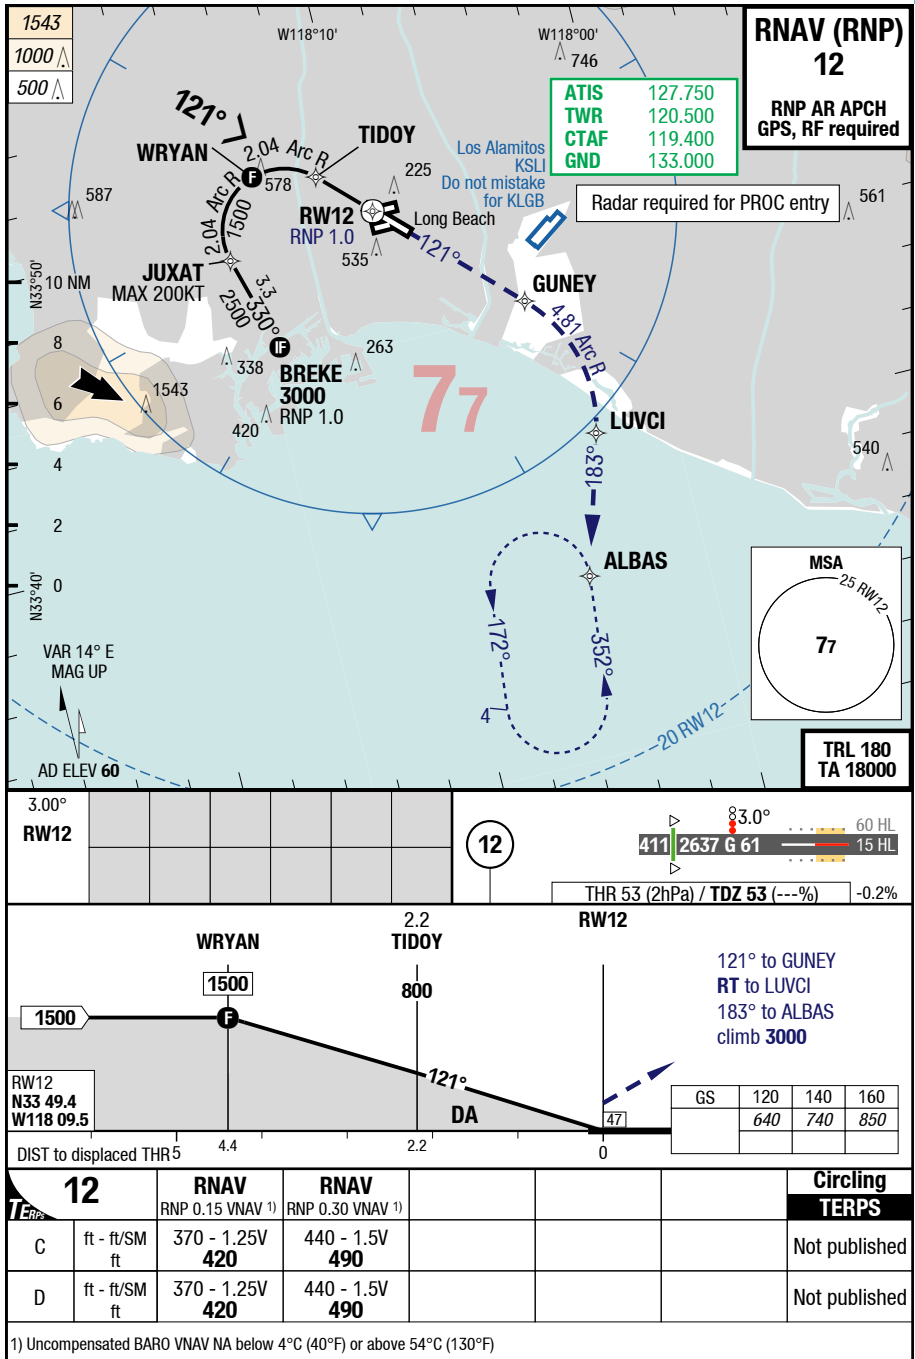 1543
1000
500
W118°10'
W118°00'
746
RNAV (RNP)
12
RNP AR APCH
GPS, RF required
ATIS 127.750
TWR 120.500
CTAF 119.400
GND 133.000
121°
WRYAN
2.04 Arc R
TIDOY
F
578
225
Los Alamitos
KSLI
Do not mistake
for KLGB
Radar required for PROC entry
561
587
2.04 Arc R
1500
RW12
RNP 1.0
Long Beach
535
121°
N33°50'
10 NM
JUXAT
MAX 200KT
3.3
330°
2500
GUNEY
4.81 Arc R
8
338
IF
BREKE
3000
RNP 1.0
263
77
1543
6
420
LUVCI
4
183°
540
2
ALBAS
0
N33°40'
MSA
25 RW12
77
172°
352°
4
VAR 14° E
MAG UP
20 RW12
AD ELEV 60
TRL 180
TA 18000
3.00°
RW12
12
3.0°
60 HL
411 2637 G 61
15 HL
THR 53 (2hPa) / TDZ 53 (---%)
-0.2%
WRYAN
2.2
TIDOY
RW12
1500
800
1500
F
121° to GUNEY
RT to LUVCI
183° to ALBAS
climb 3000
121°
DA
47
RW12
N33 49.4
W118 09.5
GS 120 140 160
640 740 850
DIST to displaced THR
5
4.4
2.2
0
TERPS
12
RNAV
RNP 0.15 VNAV 1)
RNAV
RNP 0.30 VNAV 1)
Circling
TERPS
C
ft - ft/SM
ft
370 - 1.25V
420
440 - 1.5V
490
Not published
D
ft - ft/SM
ft
370 - 1.25V
420
440 - 1.5V
490
Not published
1) Uncompensated BARO VNAV NA below 4°C (40°F) or above 54°C (130°F)